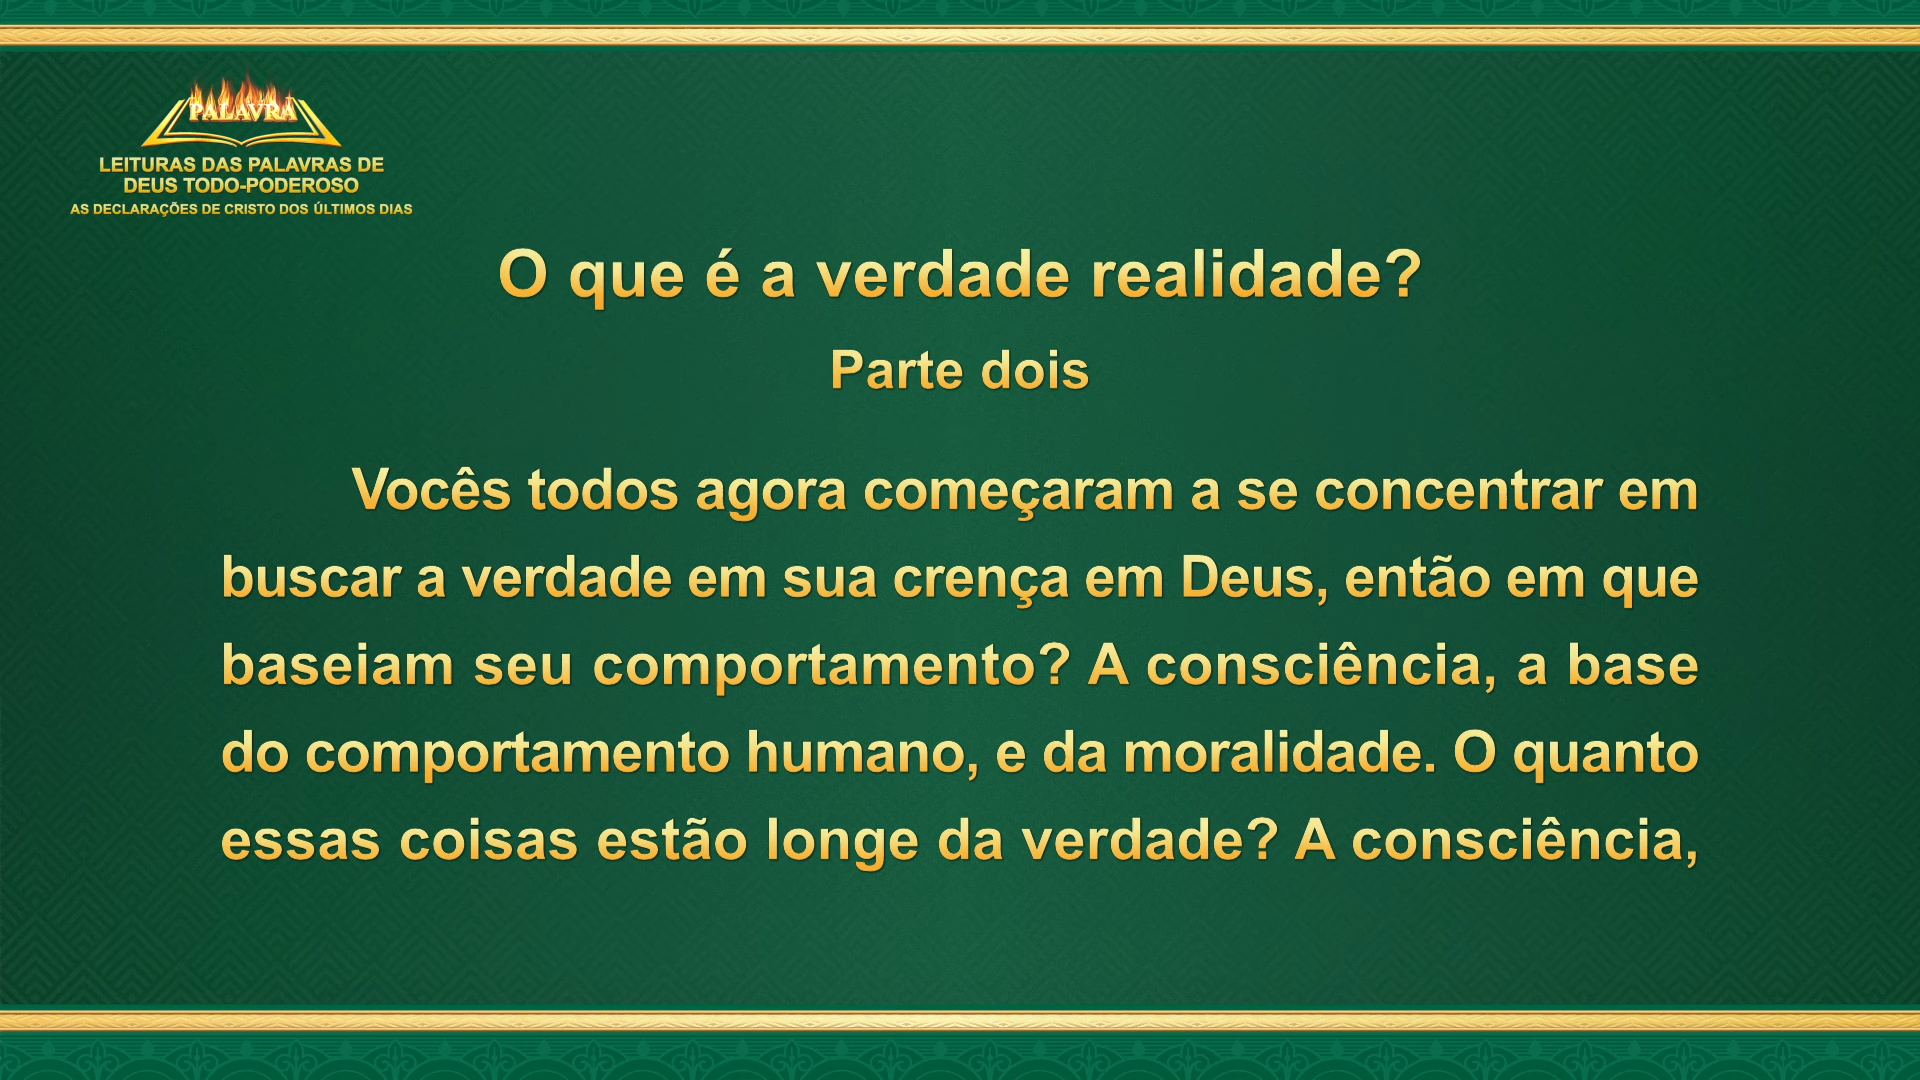 PALAVRA
LEITURAS DAS PALAVRAS DE
DEUS TODO-PODEROSO
AS DECLARAÇÕES DE CRISTO DOS ÚLTIMOS DIAS
O que é a verdade realidade?
Parte dois
Vocês todos agora começaram a se concentrar em
buscar a verdade em sua crença em Deus, então em que
baseiam seu comportamento? A consciência, a base
do comportamento humano, e da moralidade. O quanto
essas coisas estão longe da verdade? A consciência,